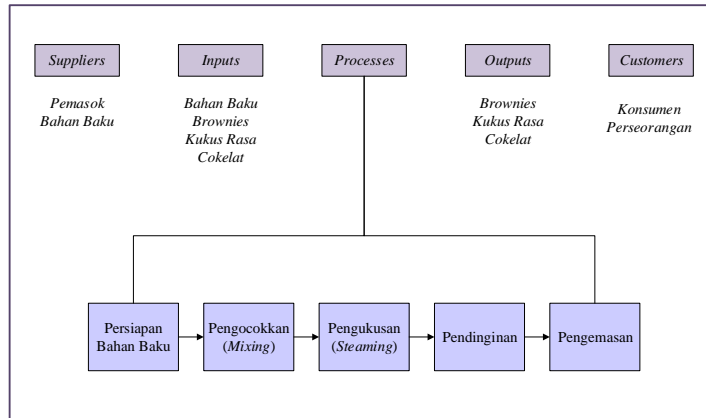 Suppliers
Inputs
Processes
Outputs
Customers
Pemasok
Bahan Baku
Bahan Baku
Brownies
Kukus Rasa
Cokelat
Brownies
Kukus Rasa
Cokelat
Konsumen
Perseorangan
Persiapan
Bahan Baku
Pengocokkan
(Mixing)
Pengukusan
(Steaming)
Pendinginan
Pengemasan